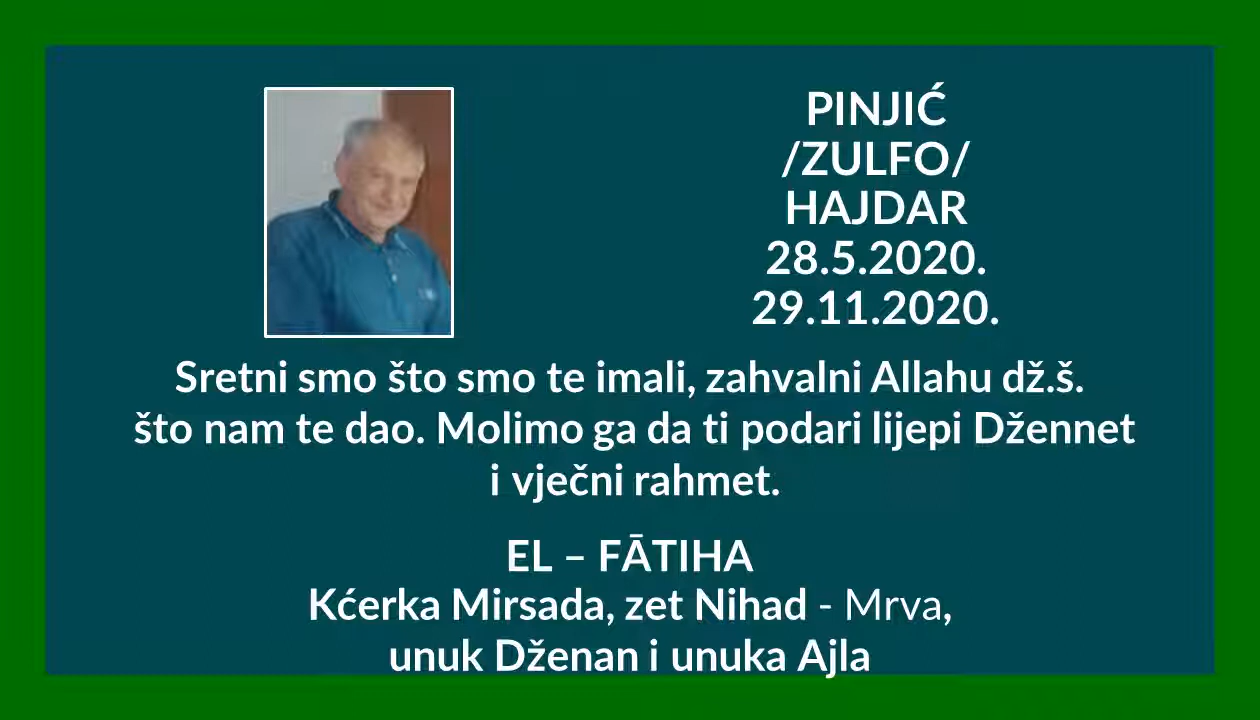 PINJIĆ
/ZULFO/
HAJDAR
28.5.2020.
29.11.2020.
Sretni smo što smo te imali, zahvalni Allahu dž.š.
što nam te dao. Molimo ga da ti podari lijepi Džennet
i vječni rahmet.
EL – FĀTIHA
Kćerka Mirsada, zet Nihad - Mrva,
unuk Dženan i unuka Ajla